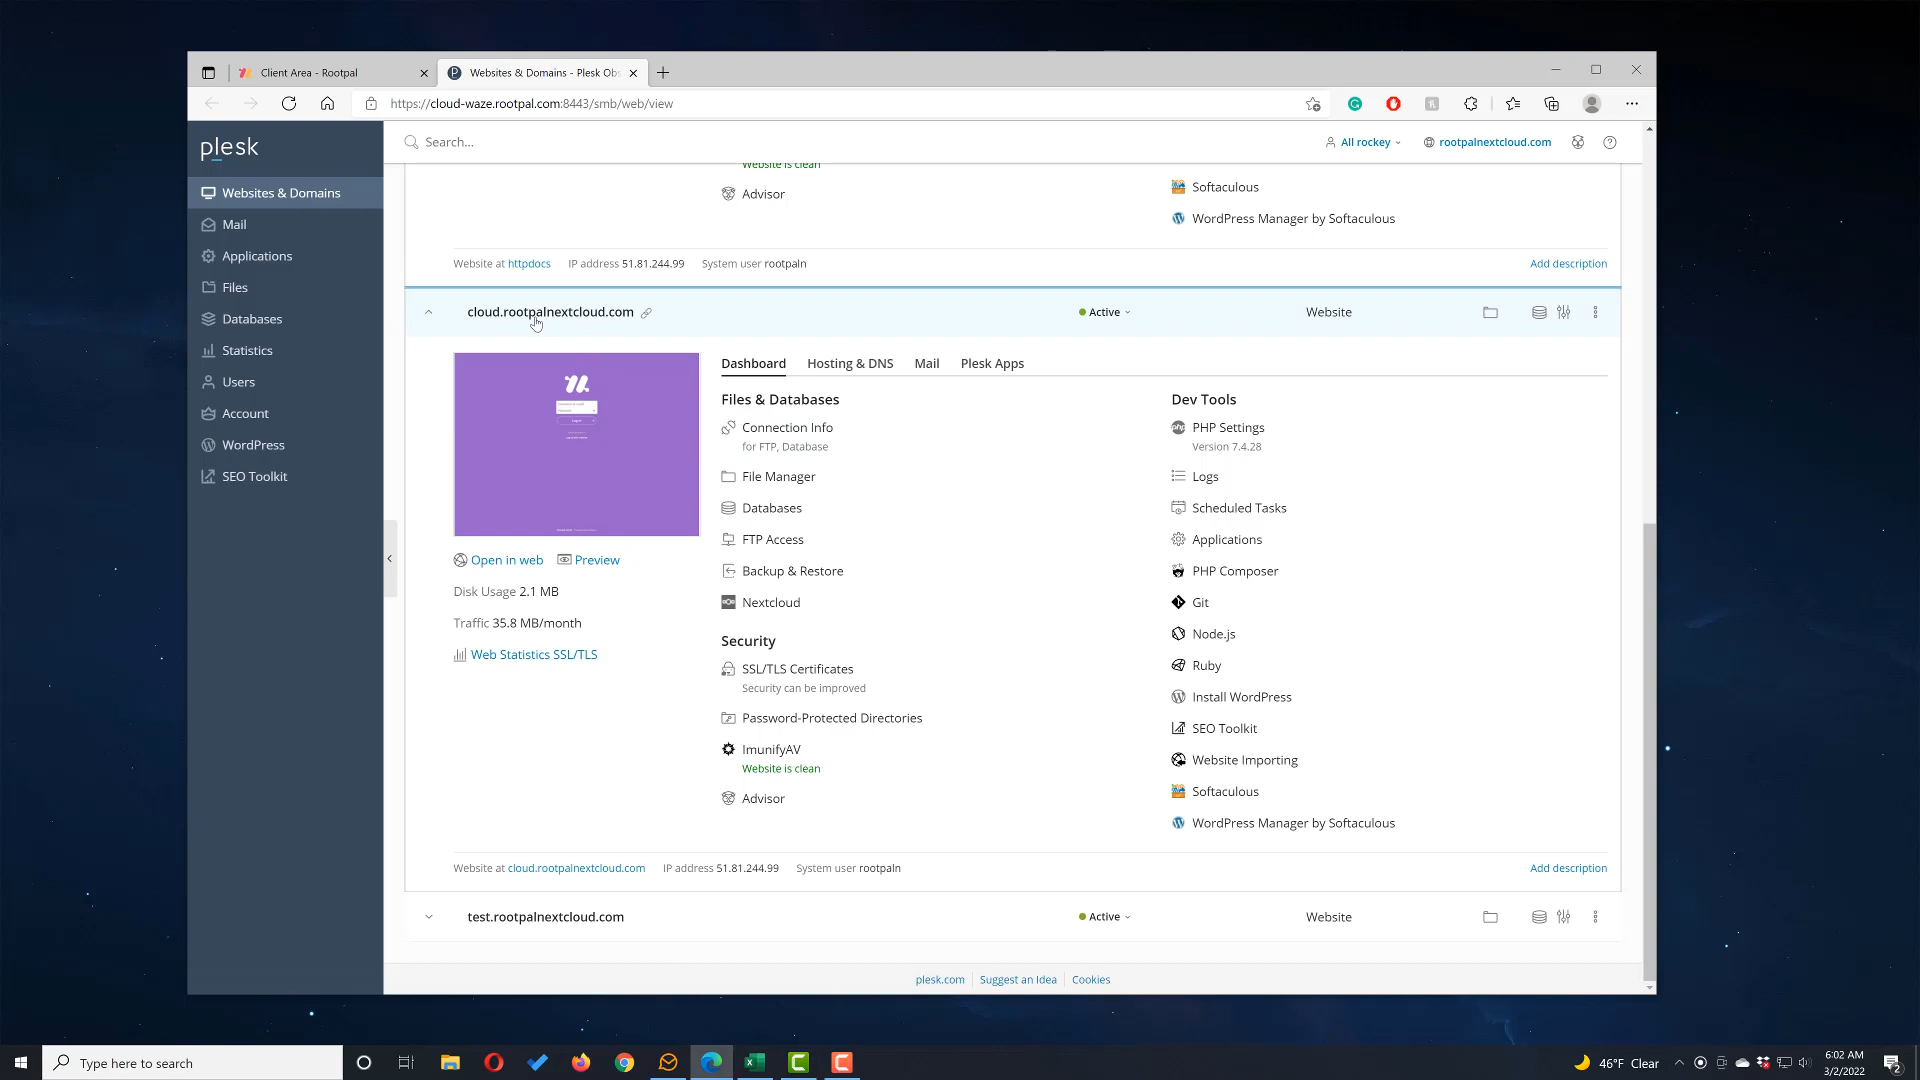 Client Area - Rootpal
Websites & Domains - Plesk Obs
https://cloud-waze.rootpal.com:8443/smb/web/view
plesk
Search...
All rockey
rootpalnextcloud.com
Websites & Domains
Mail
Applications
Files
Databases
Statistics
Users
Account
WordPress
SEO Toolkit
Website is clean
Advisor
Softaculous
WordPress Manager by Softaculous
Website at httpdocs IP address 51.81.244.99 System user rootpaln
Add description
cloud.rootpalnextcloud.com
Active
Website
Dashboard
Hosting & DNS
Mail
Plesk Apps
Open in web
Preview
Disk Usage 2.1 MB
Traffic 35.8 MB/month
Web Statistics SSL/TLS
Files & Databases
Connection Info
for FTP, Database
File Manager
Databases
FTP Access
Backup & Restore
Nextcloud
Security
SSL/TLS Certificates
Security can be improved
Password-Protected Directories
ImunifyAV
Website is clean
Advisor
Dev Tools
php
PHP Settings
Version 7.4.28
Logs
Scheduled Tasks
Applications
PHP Composer
Git
Node.js
Ruby
Install WordPress
SEO Toolkit
Website Importing
Softaculous
WordPress Manager by Softaculous
Website at cloud.rootpalnextcloud.com IP address 51.81.244.99 System user rootpaln
Add description
test.rootpalnextcloud.com
Active
Website
plesk.com
Suggest an Idea
Cookies
Type here to search
46°F Clear
6:02 AM
3/2/2022
2